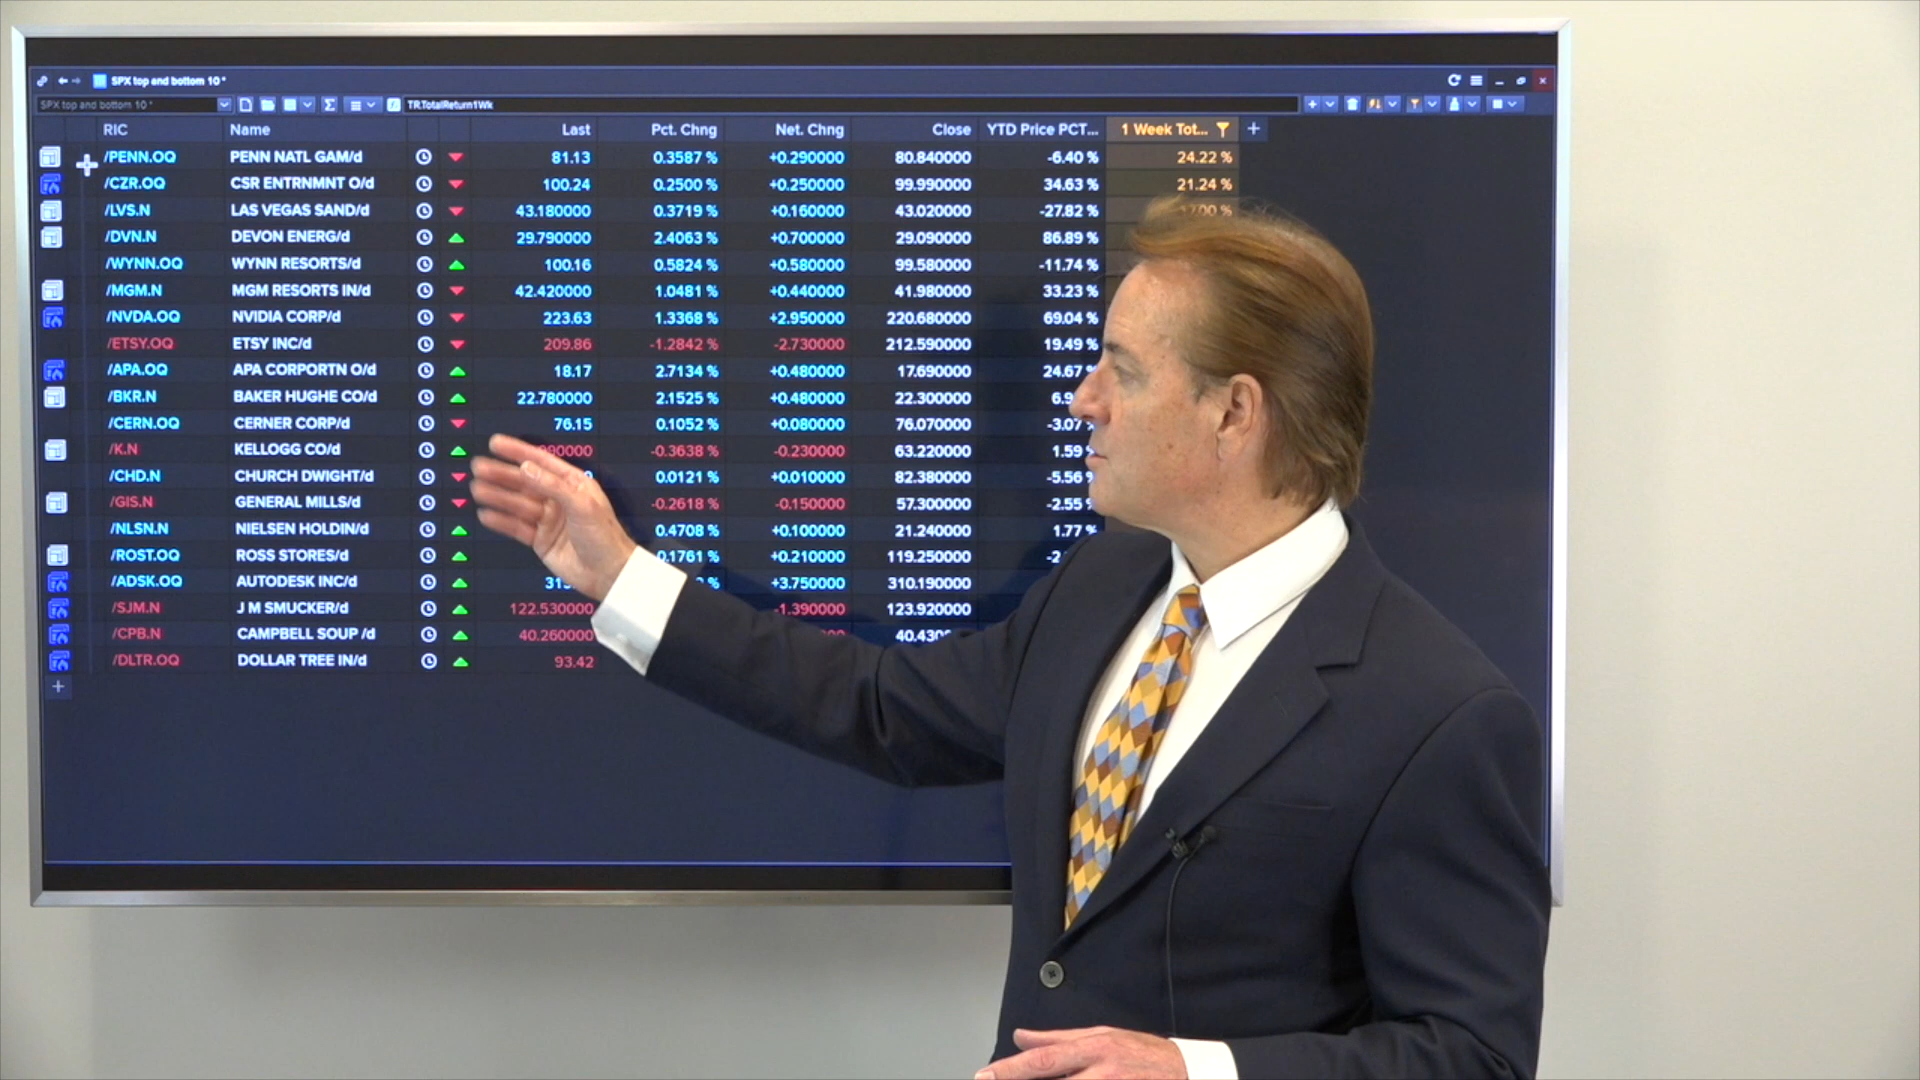 SPX top and bottom 10 *
SPX top and bottom 10 * Σ TR.TotalReturn1Wk
RIC Name Last Pct. Chng Net. Chng Close YTD Price PCT... 1 Week Tot... +
/PENN.OQ PENN NATL GAM/d 81.13 0.3587 % +0.290000 80.840000 -6.40 % 24.22 %
/CZR.OQ CSR ENTRNMNT O/d 100.24 0.2500 % +0.250000 99.990000 34.63 % 21.24 %
/LVS.N LAS VEGAS SAND/d 43.180000 0.3719 % +0.160000 43.020000 -27.82 %
/DVN.N DEVON ENERG/d 29.790000 2.4063 % +0.700000 29.090000 86.89 %
/WYNN.OQ WYNN RESORTS/d 100.16 0.5824 % +0.580000 99.580000 -11.74 %
/MGM.N MGM RESORTS IN/d 42.420000 1.0481 % +0.440000 41.980000 33.23 %
/NVDA.OQ NVIDIA CORP/d 223.63 1.3368 % +2.950000 220.680000 69.04 %
/ETSY.OQ ETSY INC/d 209.86 -1.2842 % -2.730000 212.590000 19.49 %
/APA.OQ APA CORPORTN O/d 18.17 2.7134 % +0.480000 17.690000 24.67 %
/BKR.N BAKER HUGHE CO/d 22.780000 2.1525 % +0.480000 22.300000
/CERN.OQ CERNER CORP/d 76.15 0.1052 % +0.080000 76.070000 -3.07
/K.N KELLOGG CO/d -0.3638 % -0.230000 63.220000 1.59
/CHD.N CHURCH DWIGHT/d 0.0121 % +0.010000 82.380000 -5.56
/GIS.N GENERAL MILLS/d -0.2618 % -0.150000 57.300000 -2.55
/NLSN.N NIELSEN HOLDIN/d 0.4708 % +0.100000 21.240000 1.77
/ROST.OQ ROSS STORES/d 0.1761 % +0.210000 119.250000
/ADSK.OQ AUTODESK INC/d +3.750000 310.190000
/SJM.N J M SMUCKER/d 122.530000 -1.390000 123.920000
/CPB.N CAMPBELL SOUP /d 40.260000
/DLTR.OQ DOLLAR TREE IN/d 93.42
+